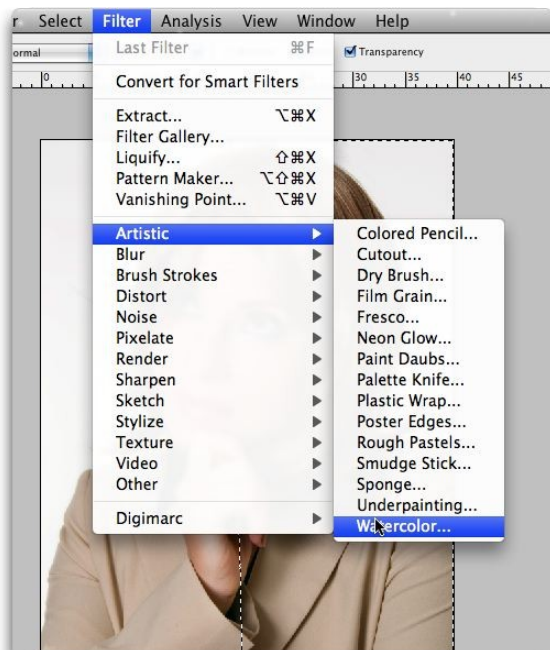 r Select Filter Analysis View Window Help
ormal Transparency
0 30 35 40 45
Last Filter ⌘F
Convert for Smart Filters
Extract... ⌥⌘X
Filter Gallery...
Liquify... ⇧⌘X
Pattern Maker... ⌥⇧⌘X
Vanishing Point... ⌥⌘V
Artistic
Blur
Brush Strokes
Distort
Noise
Pixelate
Render
Sharpen
Sketch
Stylize
Texture
Video
Other
Digimarc
Colored Pencil...
Cutout...
Dry Brush...
Film Grain...
Fresco...
Neon Glow...
Paint Daubs...
Palette Knife...
Plastic Wrap...
Poster Edges...
Rough Pastels...
Smudge Stick...
Sponge...
Underpainting...
Watercolor...